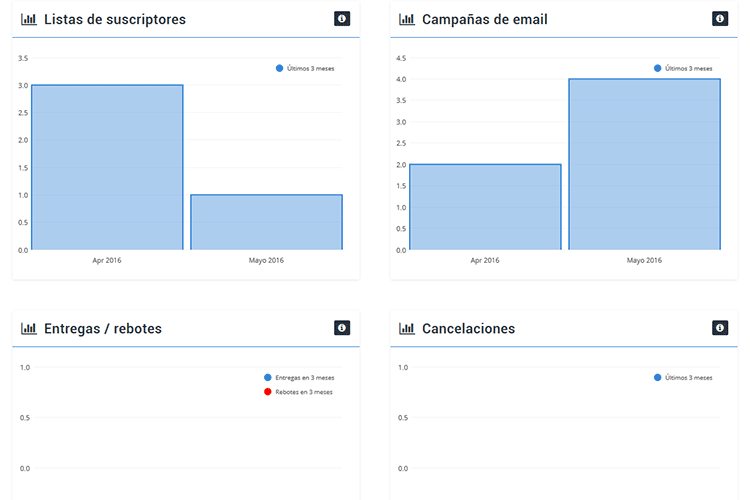 Listas de suscriptores
3.5
Últimos 3 meses
3.0
2.5
2.0
1.5
1.0
0.5
0.0
Apr 2016 Mayo 2016
Campañas de email
4.5
Últimos 3 meses
4.0
3.5
3.0
2.5
2.0
1.5
1.0
0.5
0.0
Apr 2016 Mayo 2016
Entregas / rebotes
1.0
Entregas en 3 meses
Rebotes en 3 meses
0.5
0.0
Cancelaciones
1.0
Últimos 3 meses
0.5
0.0